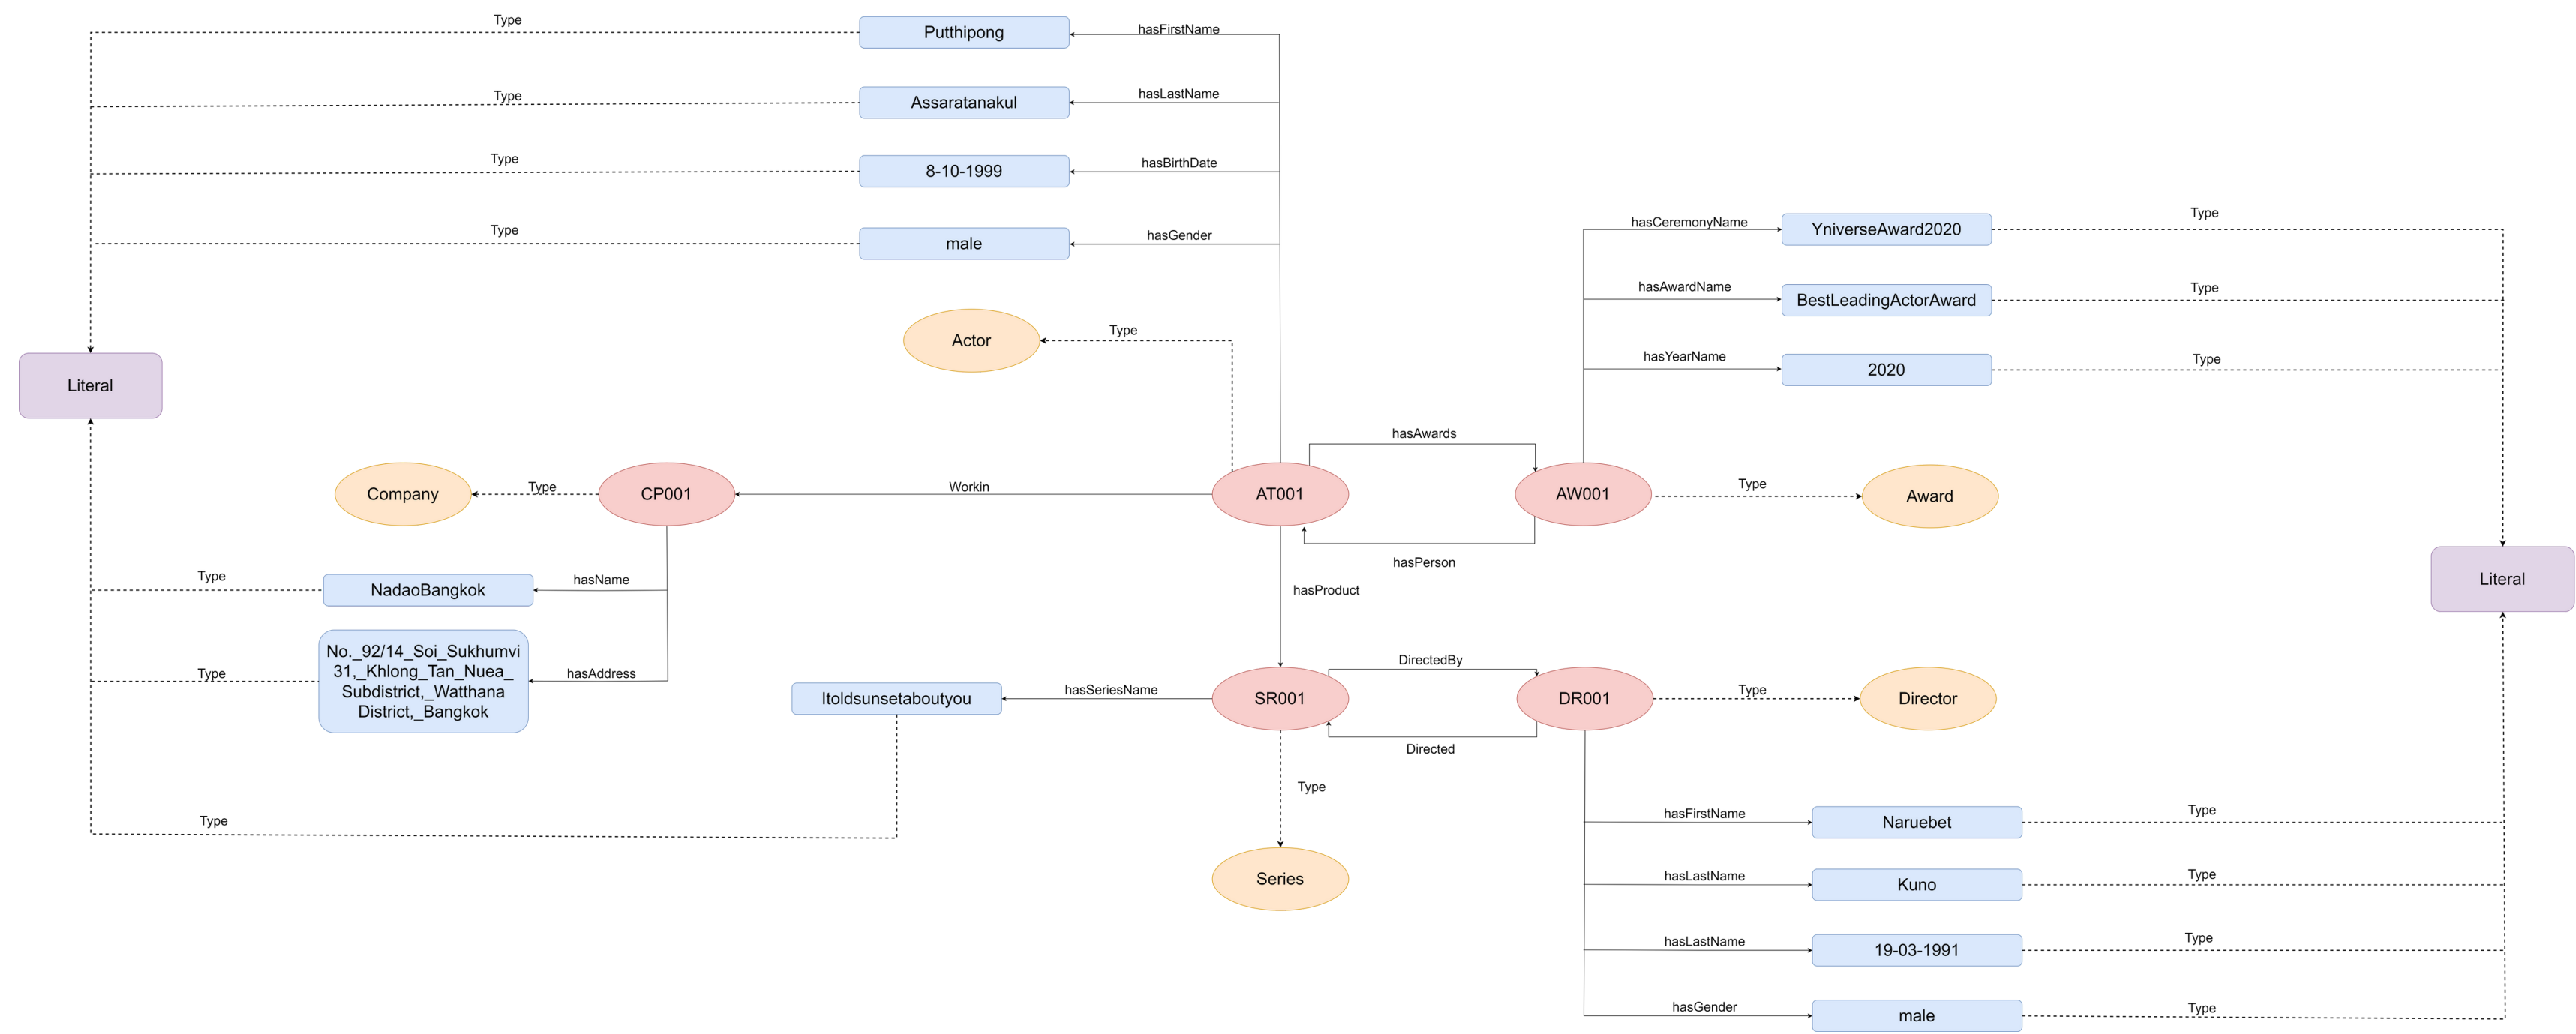 Type
Putthipong
hasFirstName
Type
Assaratanakul
hasLastName
Type
8-10-1999
hasBirthDate
Type
male
hasGender
hasCeremonyName
YniverseAward2020
Type
hasAwardName
BestLeadingActorAward
Type
hasYearName
2020
Type
Actor
Type
Literal
hasAwards
Company
Type
CP001
Workin
AT001
AW001
Type
Award
hasPerson
Type
NadaoBangkok
hasName
hasProduct
Literal
Type
No._92/14_Soi_Sukhumvi
31,_Khlong_Tan_Nuea_
Subdistrict,_Watthana
District,_Bangkok
hasAddress
Itoldsunsetaboutyou
hasSeriesName
SR001
DirectedBy
DR001
Type
Director
Directed
Type
Type
Series
hasFirstName
Naruebet
Type
hasLastName
Kuno
Type
hasLastName
19-03-1991
Type
hasGender
male
Type